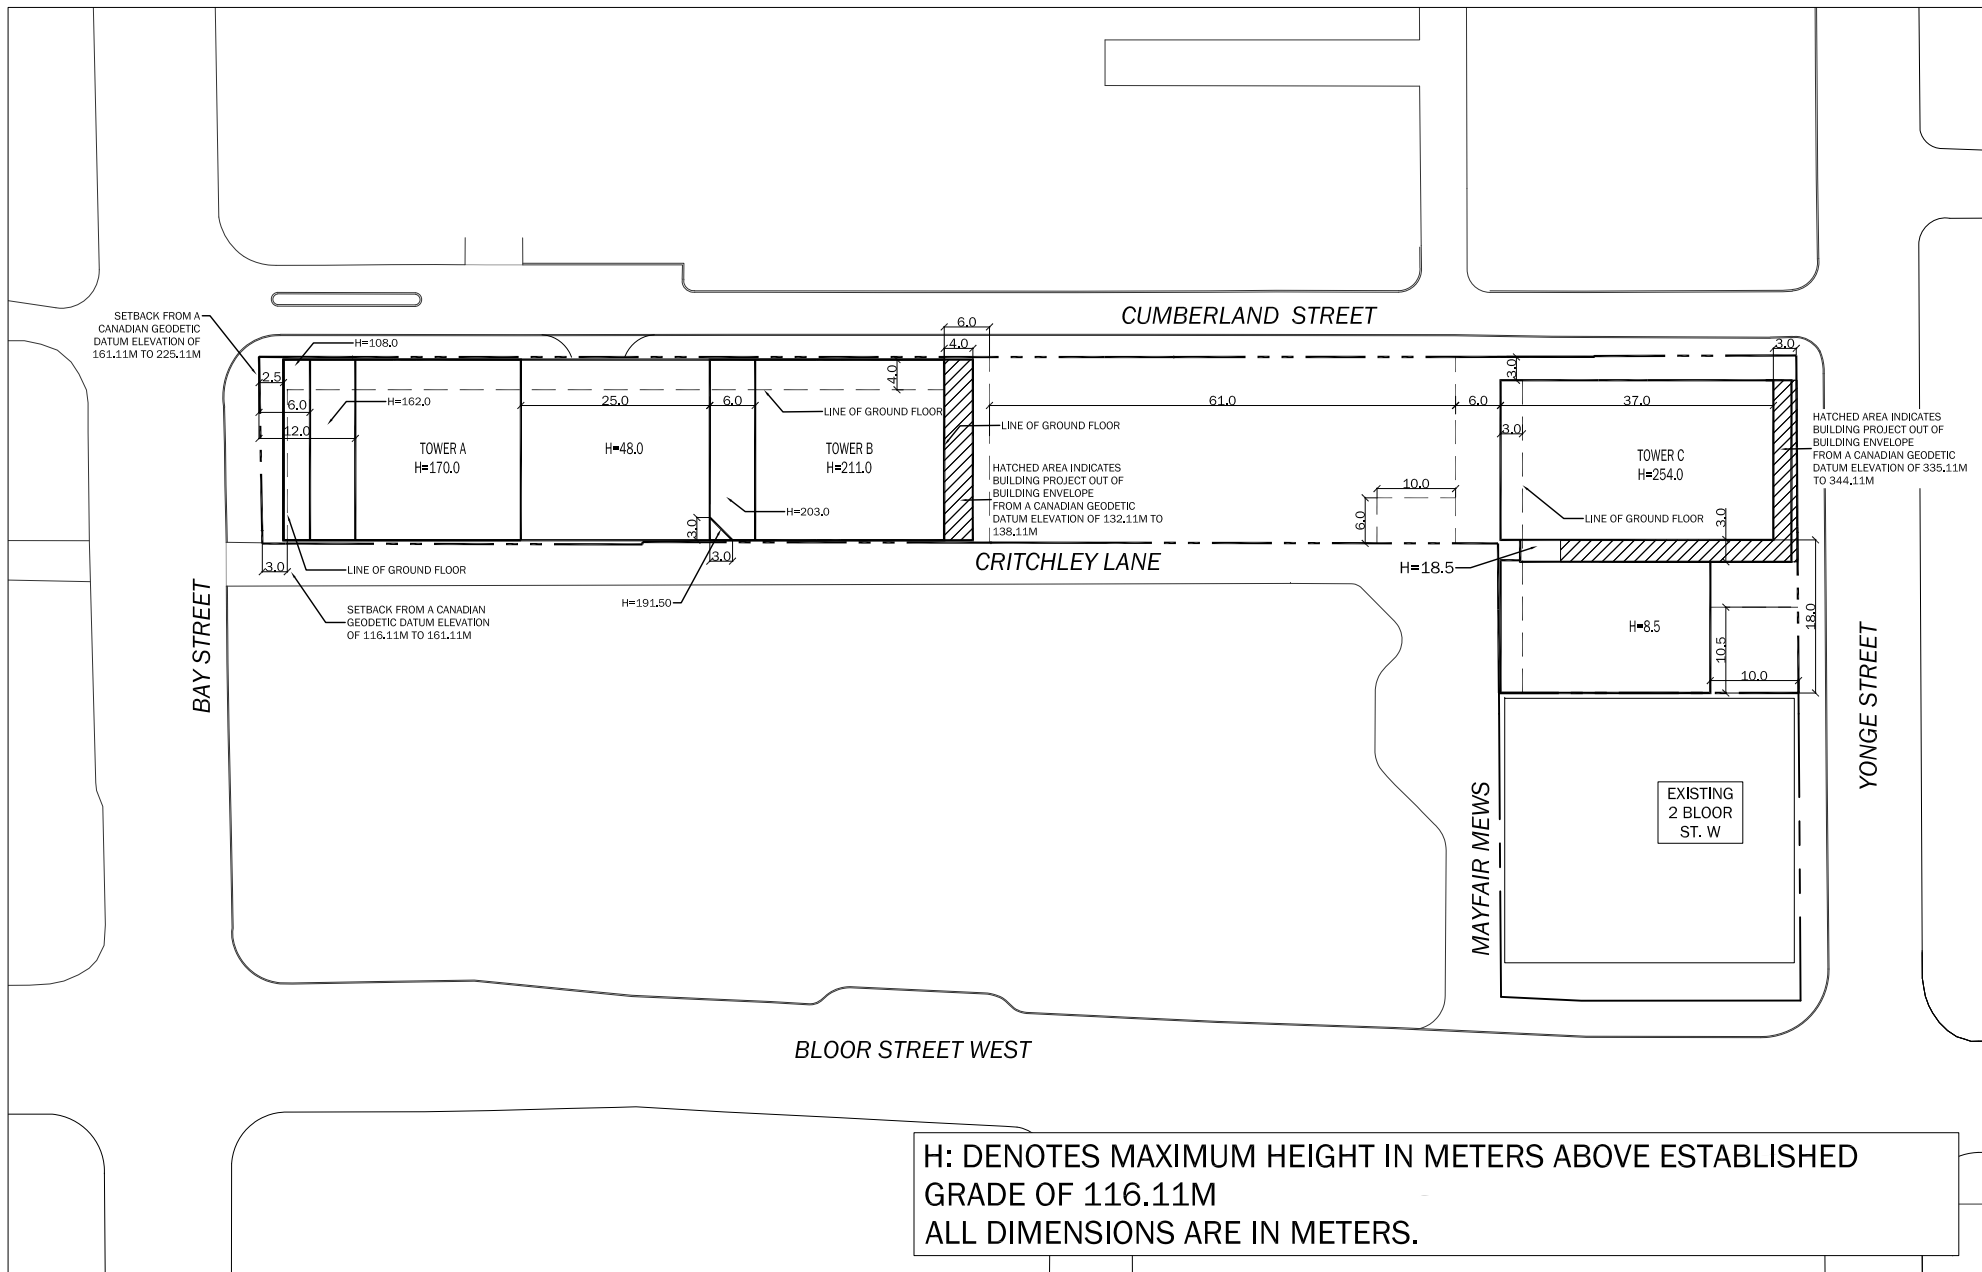 CUMBERLAND STREET
SETBACK FROM A
CANADIAN GEODETIC
DATUM ELEVATION OF
161.11M TO 225.11M
H=108.0
6.0
4.0
3.0
2.5
6.0
12.0
H=162.0
25.0
6.0
4.0
LINE OF GROUND FLOOR
61.0
6.0
3.0
37.0
3.0
LINE OF GROUND FLOOR
HATCHED AREA INDICATES
BUILDING PROJECT OUT OF
BUILDING ENVELOPE
FROM A CANADIAN GEODETIC
DATUM ELEVATION OF 335.11M
TO 344.11M
TOWER A
H=170.0
H=48.0
TOWER B
H=211.0
TOWER C
H=254.0
HATCHED AREA INDICATES
BUILDING PROJECT OUT OF
BUILDING ENVELOPE
FROM A CANADIAN GEODETIC
DATUM ELEVATION OF 132.11M TO
138.11M
10.0
6.0
H=203.0
3.0
3.0
LINE OF GROUND FLOOR
3.0
3.0
LINE OF GROUND FLOOR
CRITCHLEY LANE
H=18.5
H=191.50
SETBACK FROM A CANADIAN
GEODETIC DATUM ELEVATION
OF 116.11M TO 161.11M
H=8.5
18.0
10.5
10.0
BAY STREET
YONGE STREET
MAYFAIR MEWS
EXISTING
2 BLOOR
ST. W
BLOOR STREET WEST
H: DENOTES MAXIMUM HEIGHT IN METERS ABOVE ESTABLISHED
GRADE OF 116.11M
ALL DIMENSIONS ARE IN METERS.